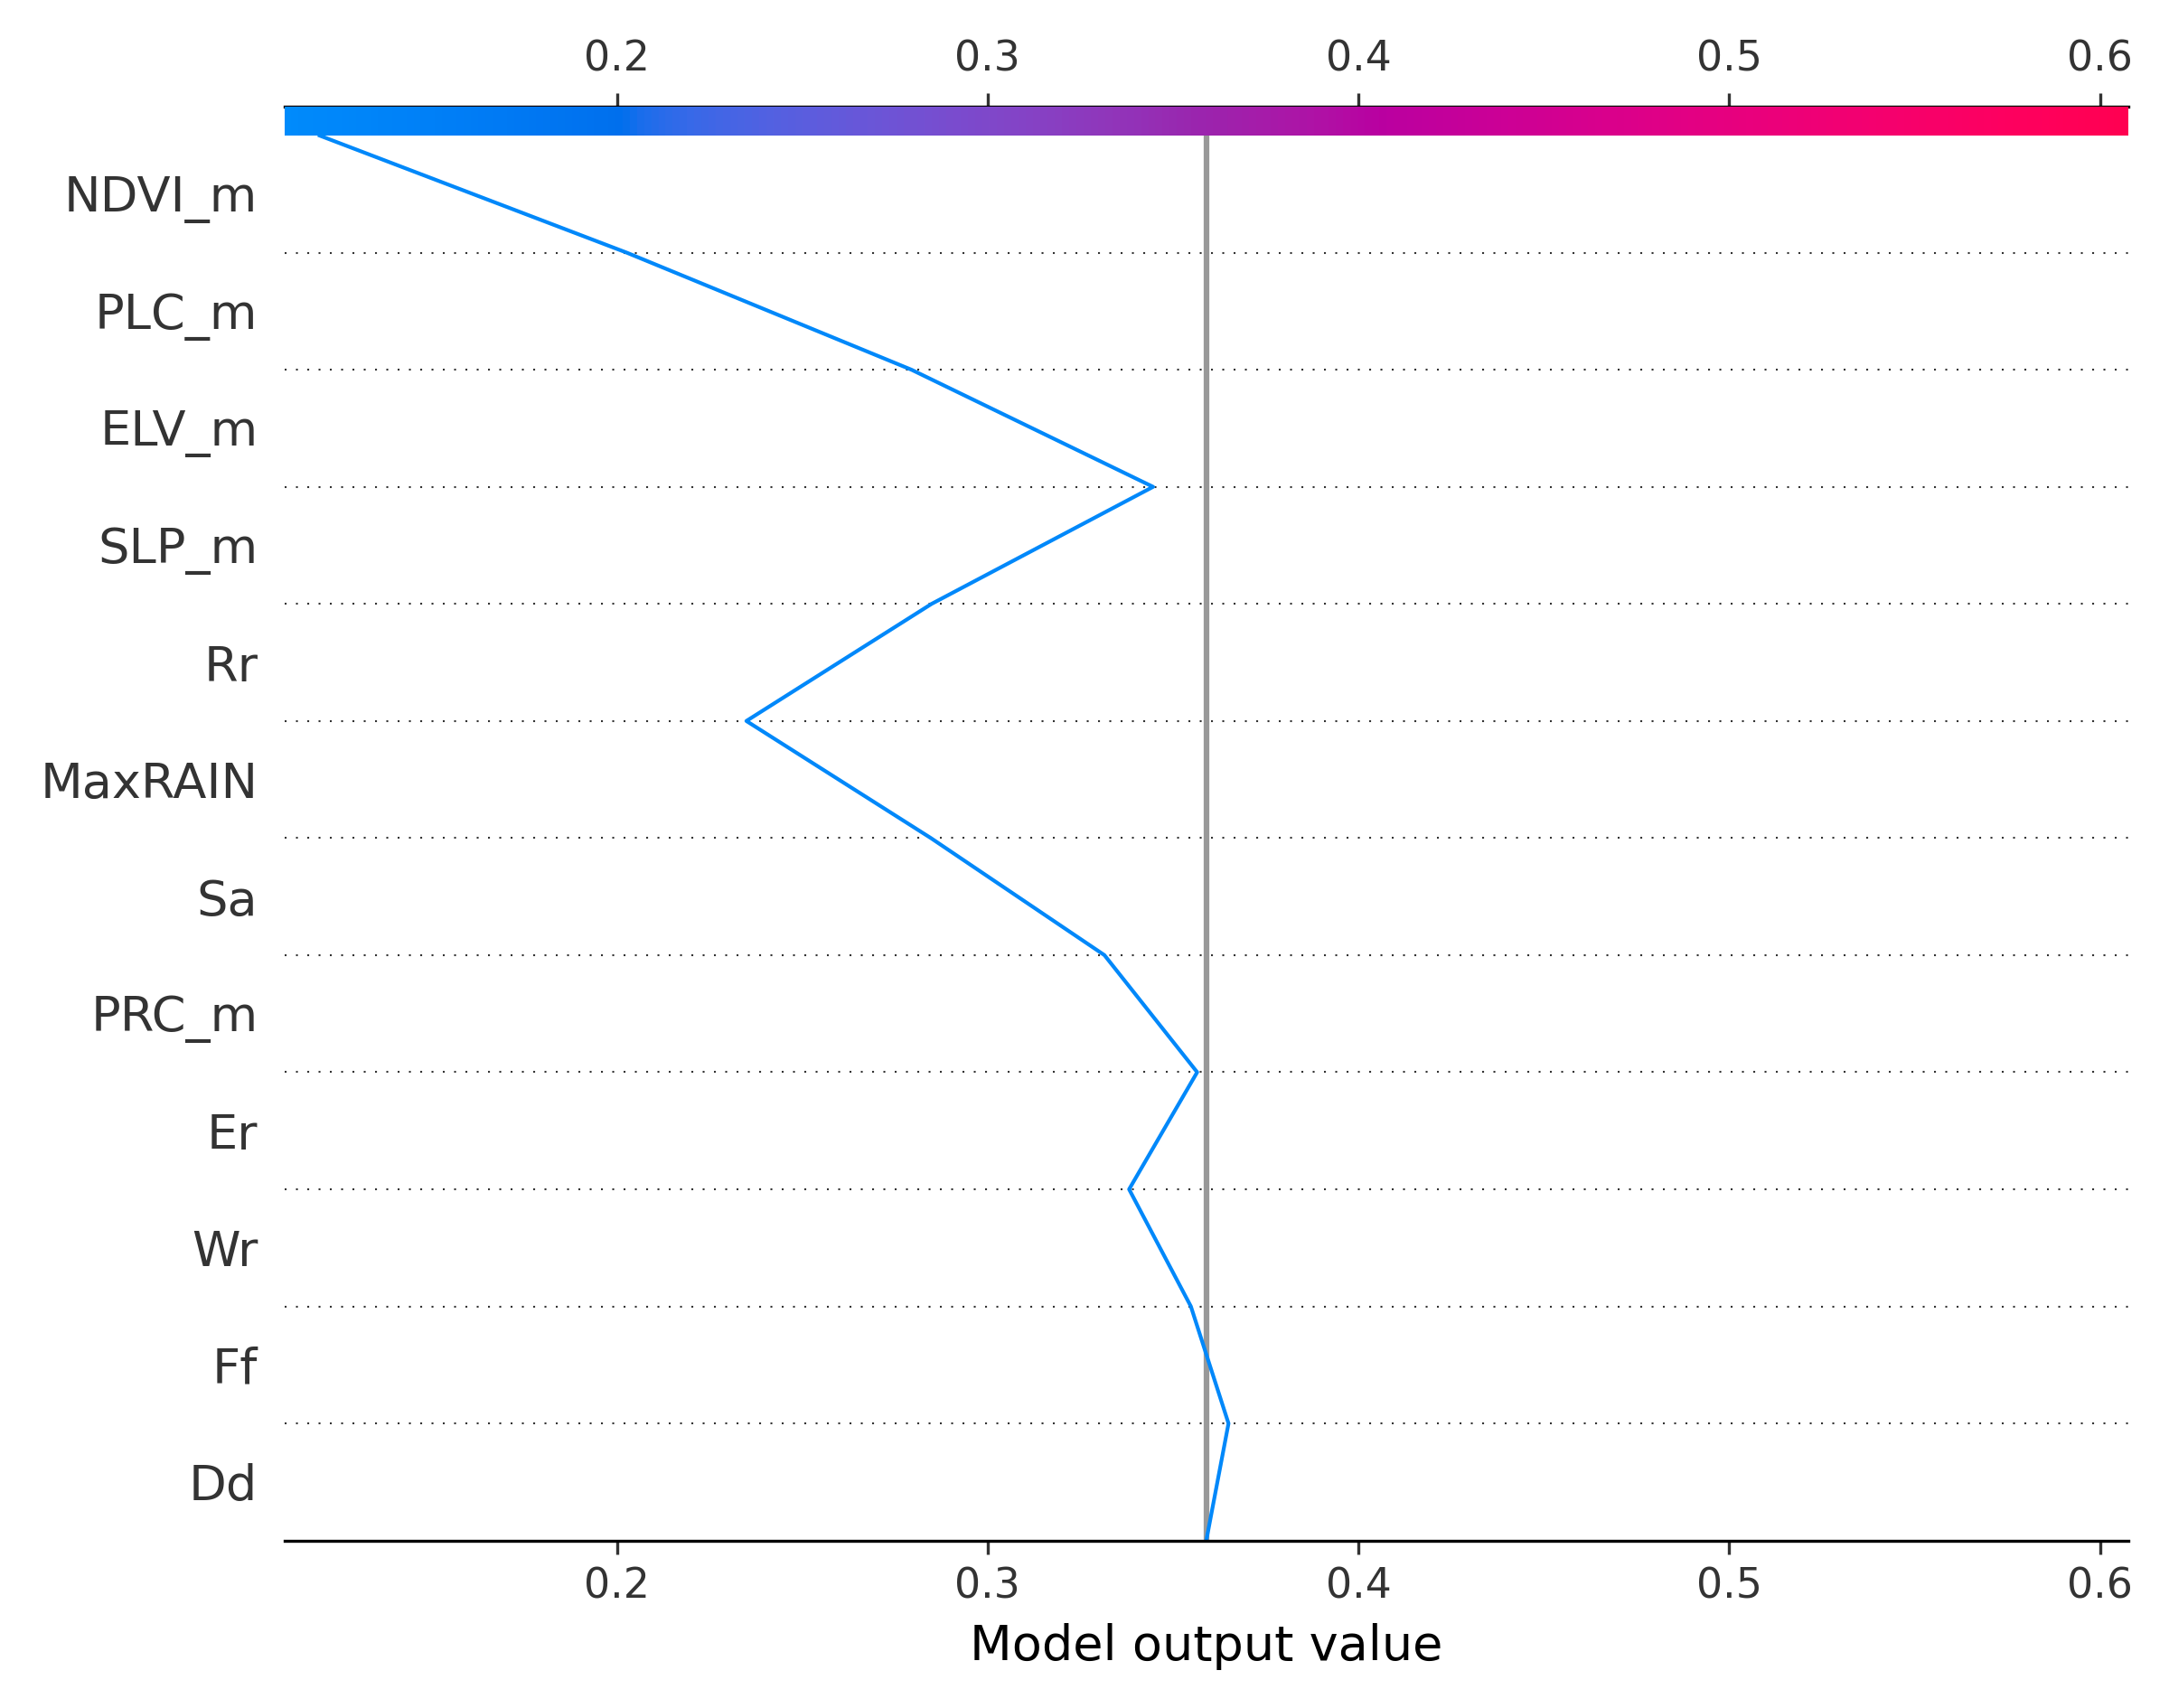 0.2 0.3 0.4 0.5 0.6
NDVI_m
PLC_m
ELV_m
SLP_m
Rr
MaxRAIN
Sa
PRC_m
Er
Wr
Ff
Dd
0.2 0.3 0.4 0.5 0.6
Model output value